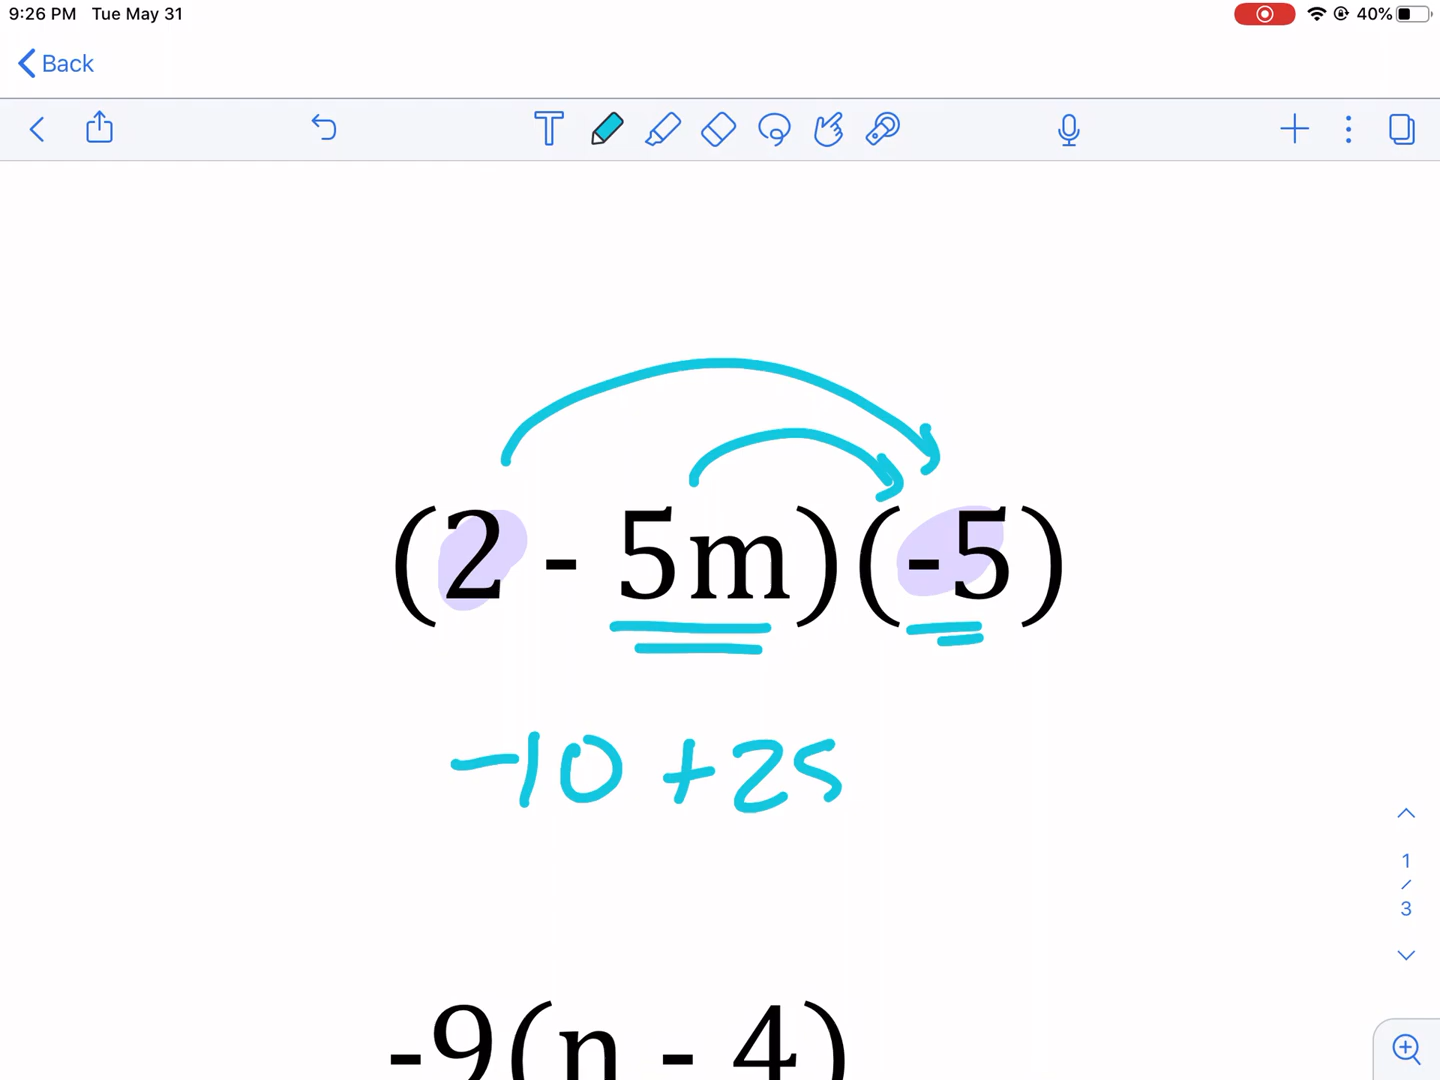 9:26 PM Tue May 31 40%
Back
T
(2 - 5m)(-5)
-10 +25
1
/
3
-9(n - 4)